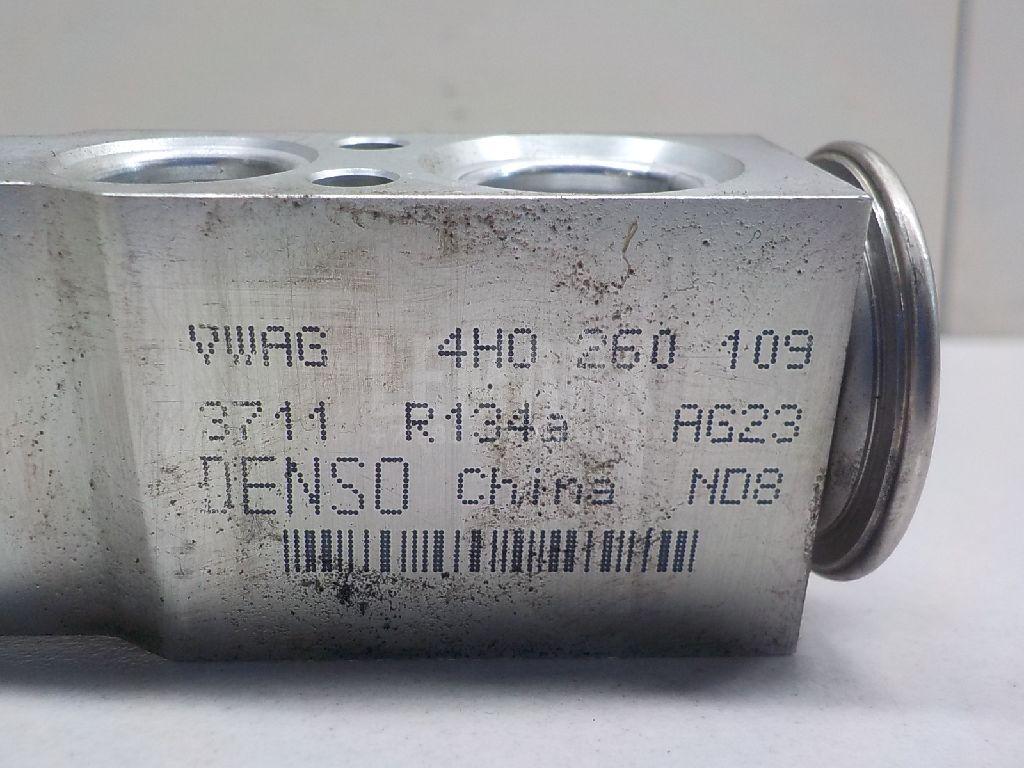 VWAG 4H0 260 109
3711 R134a AG23
DENSO China ND8